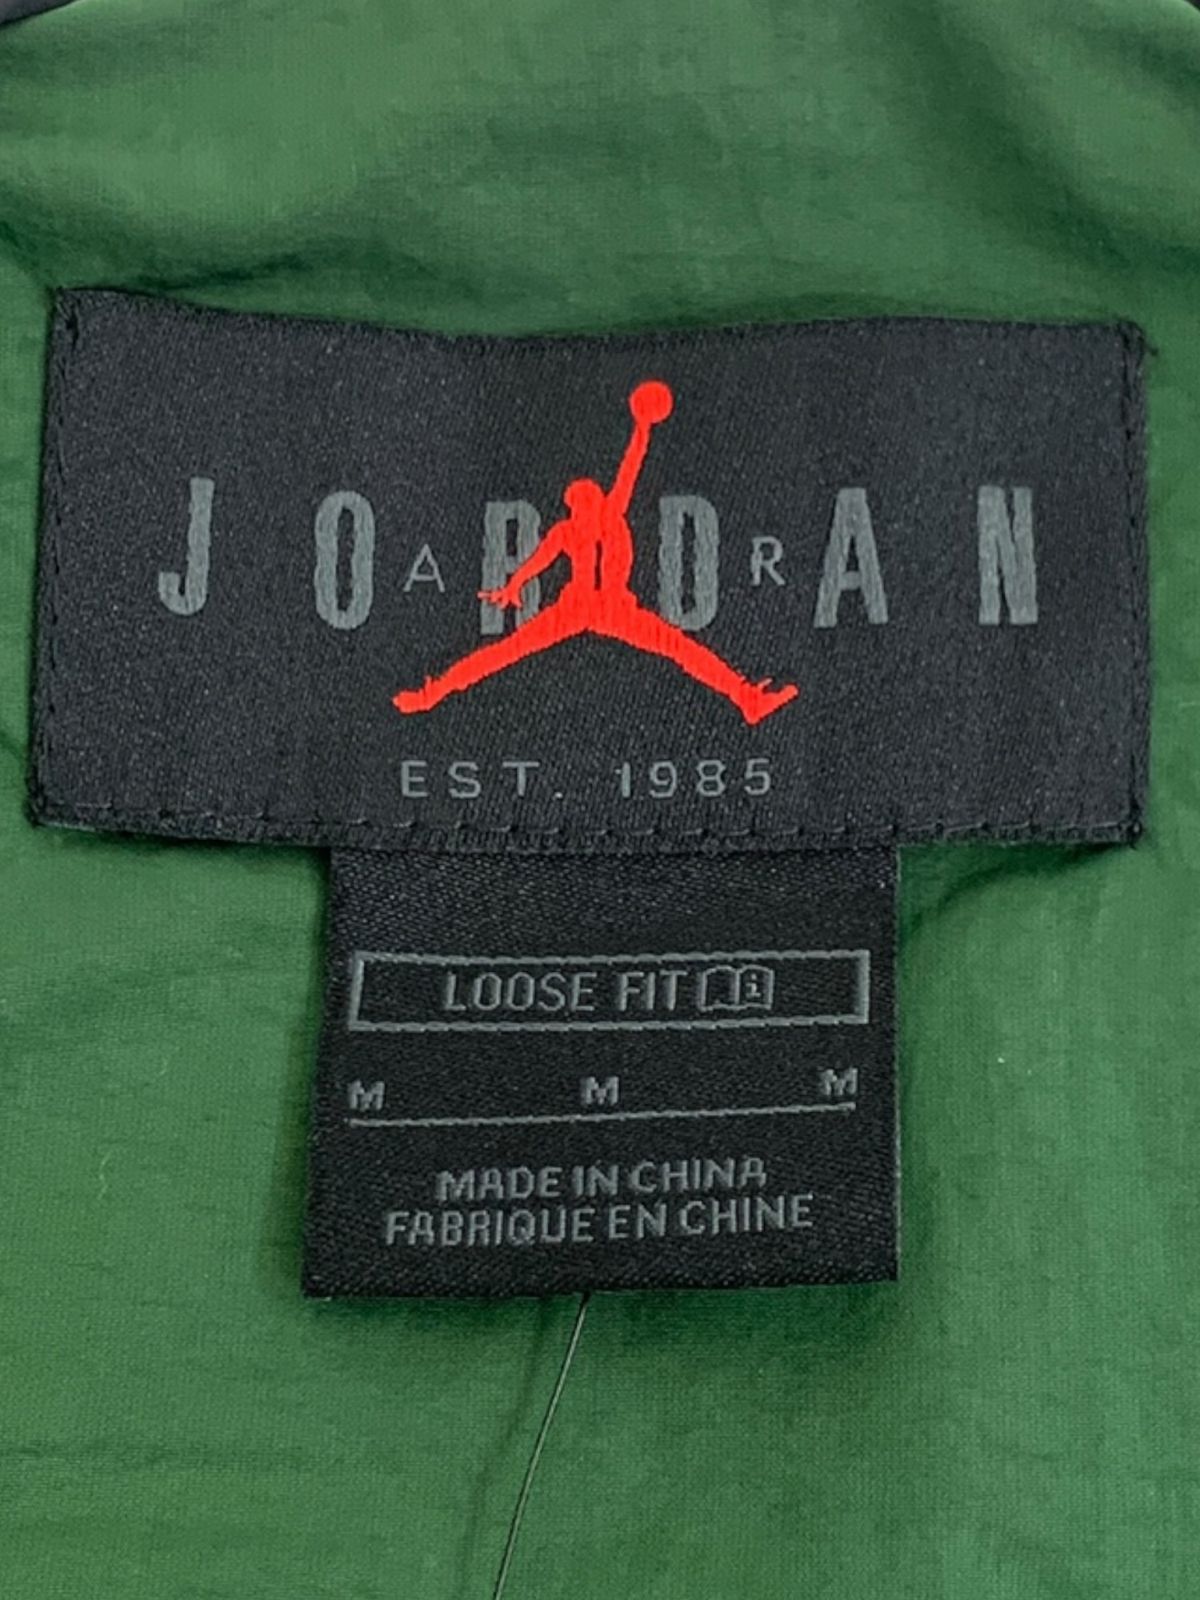 JORDAN
AIR
EST. 1985
LOOSE FIT
M M M
MADE IN CHINA
FABRIQUE EN CHINE